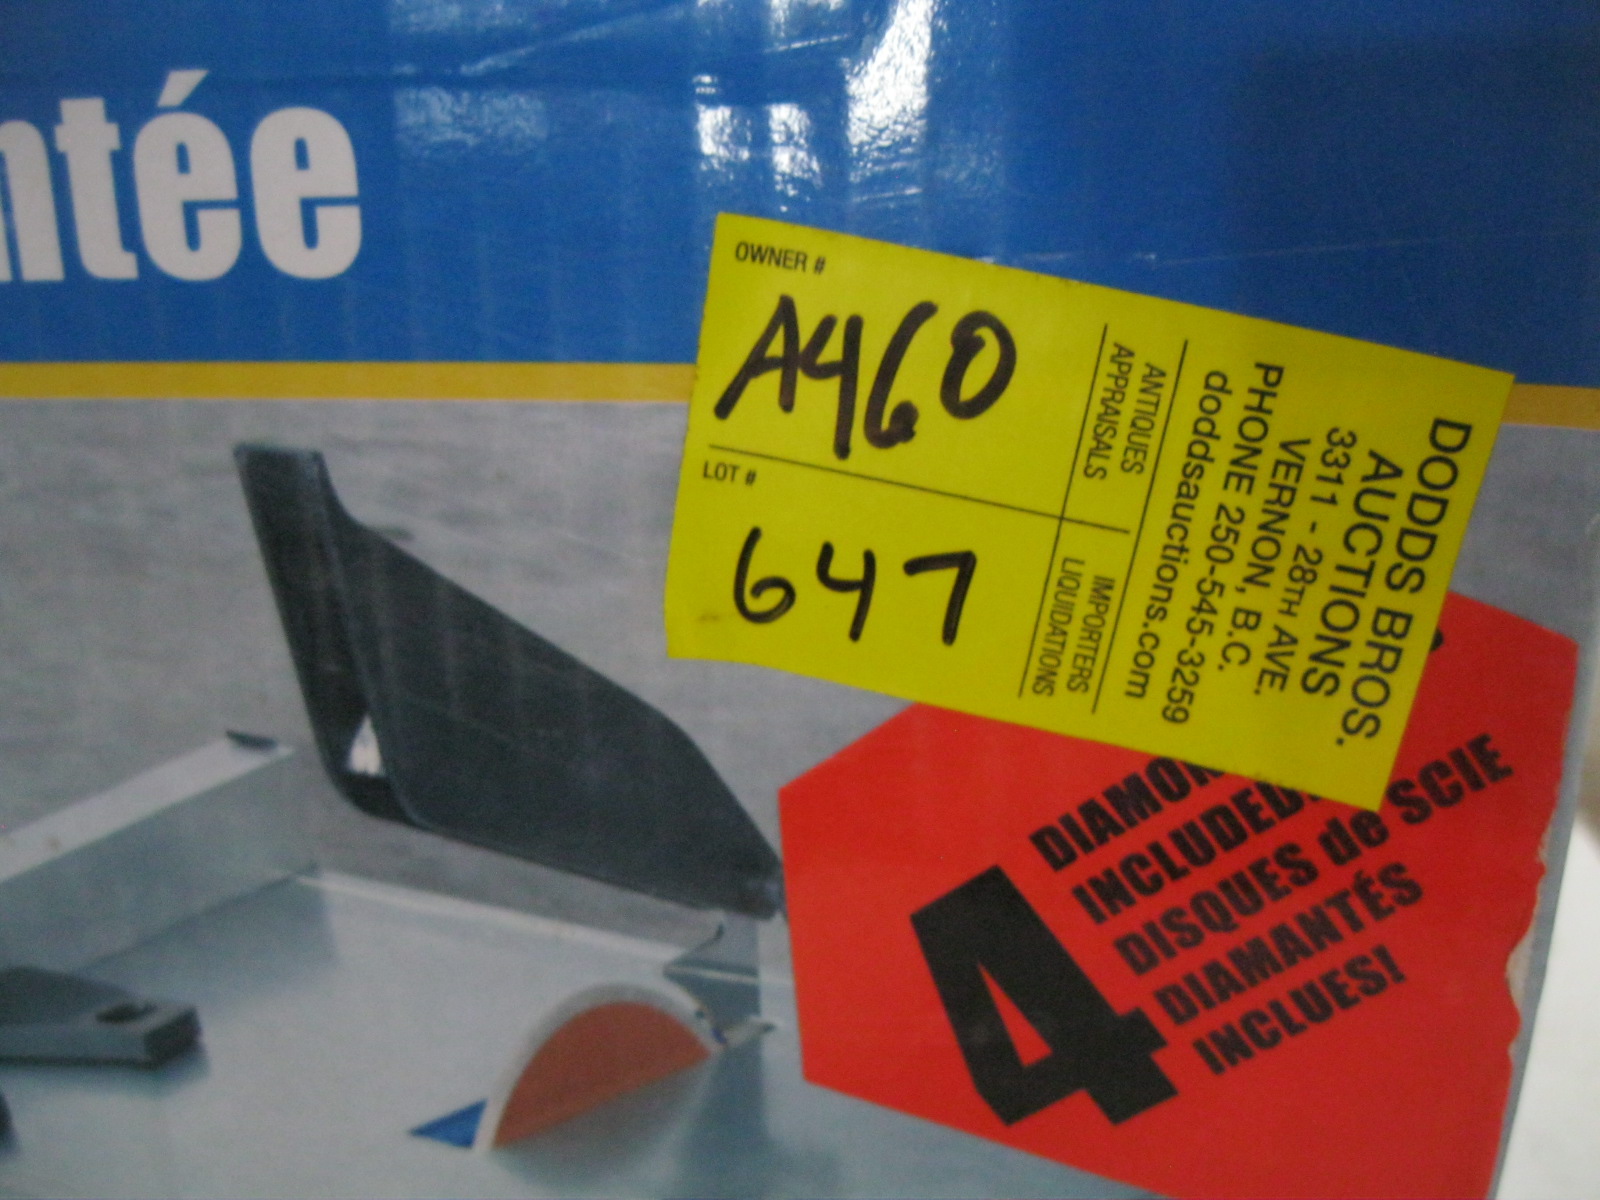 ntée
OWNER #
A460
LOT #
647
ANTIQUES
APPRAISALS
IMPORTERS
LIQUIDATIONS
DODDS BROS.
AUCTIONS
3311 - 28TH AVE.
VERNON, B.C.
PHONE 250-545-3259
doddsauctions.com
4
DIAMON
INCLUDED
DISQUES de SCIE
DIAMANTÉS
INCLUES!